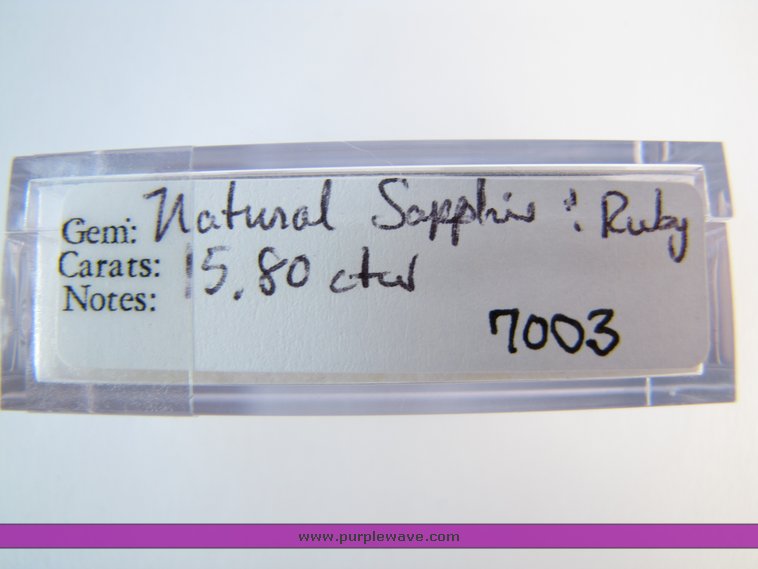 Gem: Natural Sapphire & Ruby
Carats: 15.80 ctw
Notes:
7003
www.purplewave.com